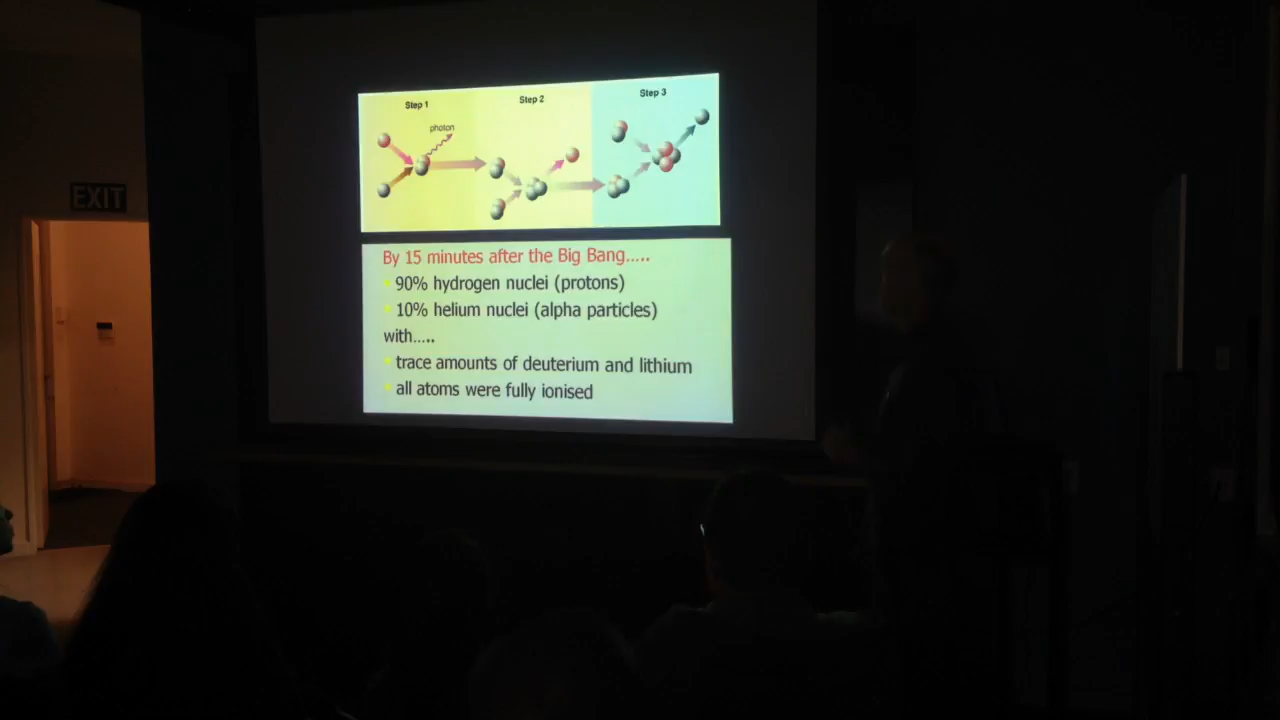 EXIT
Step 1
Step 2
Step 3
photon
By 15 minutes after the Big Bang.....
90% hydrogen nuclei (protons)
10% helium nuclei (alpha particles)
with.....
trace amounts of deuterium and lithium
all atoms were fully ionised